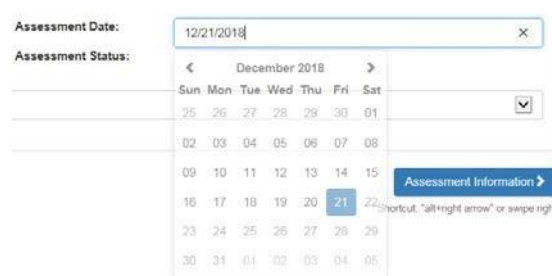 Assessment Date:
12/21/2018
×
Assessment Status:
December 2018
Sun Mon Tue Wed Thu Fri Sat
25 26 27 28 29 30 01
02 03 04 05 06 07 08
09 10 11 12 13 14 15
Assessment Information
16 17 18 19 20 21 22
Shortcut: "alt+right arrow" or swipe righ
23 24 25 26 27 28 29
30 31 01 02 03 04 05